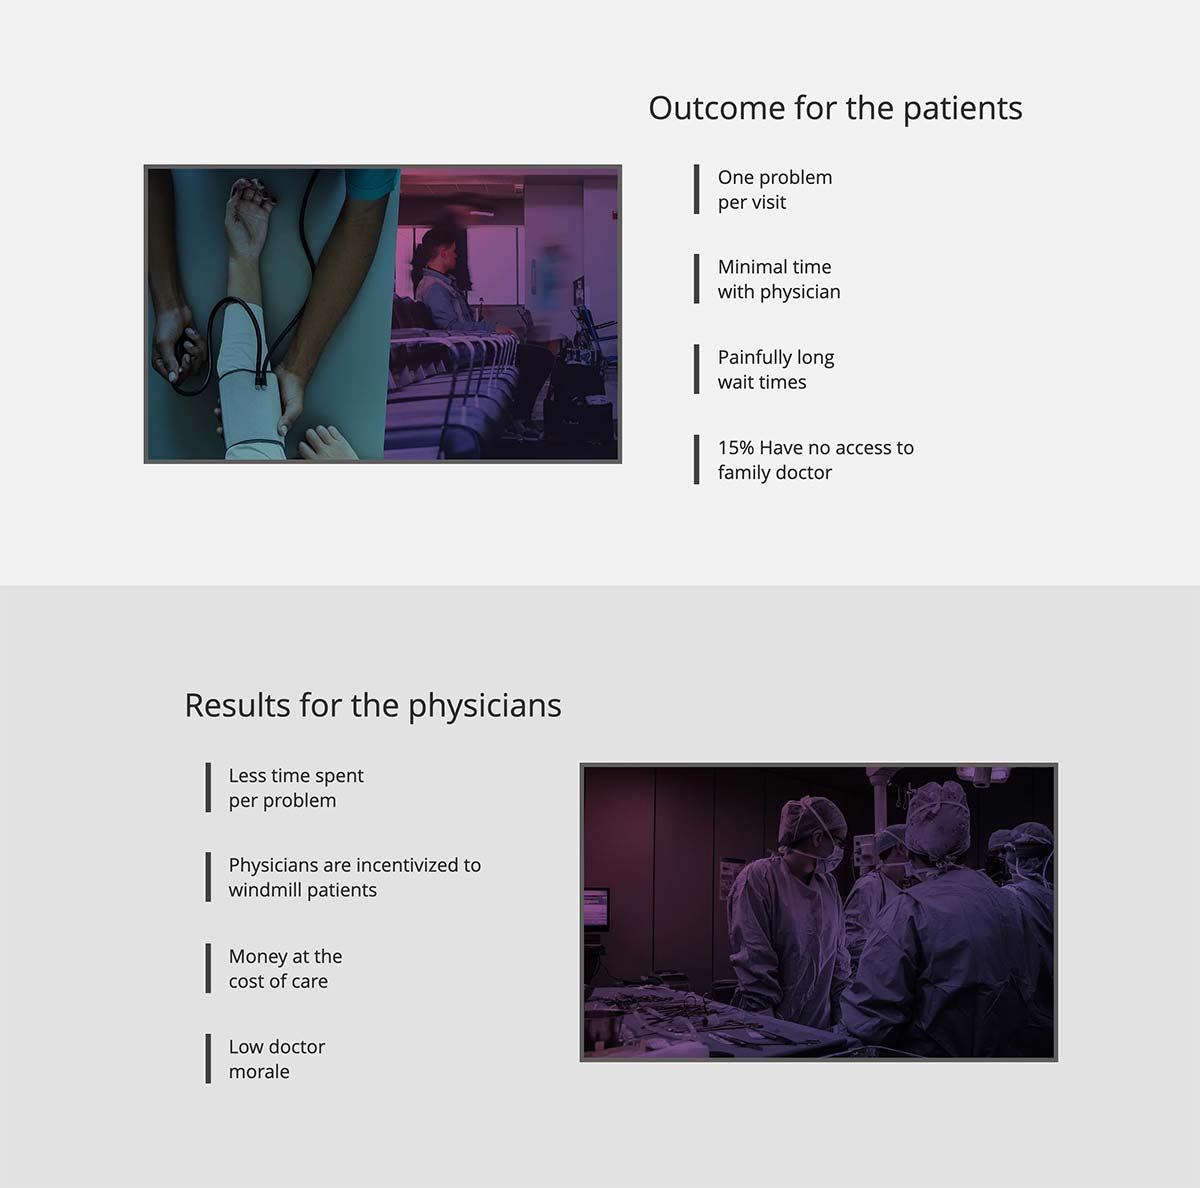 Outcome for the patients
One problem
per visit
Minimal time
with physician
Painfully long
wait times
15% Have no access to
family doctor
Results for the physicians
Less time spent
per problem
Physicians are incentivized to
windmill patients
Money at the
cost of care
Low doctor
morale